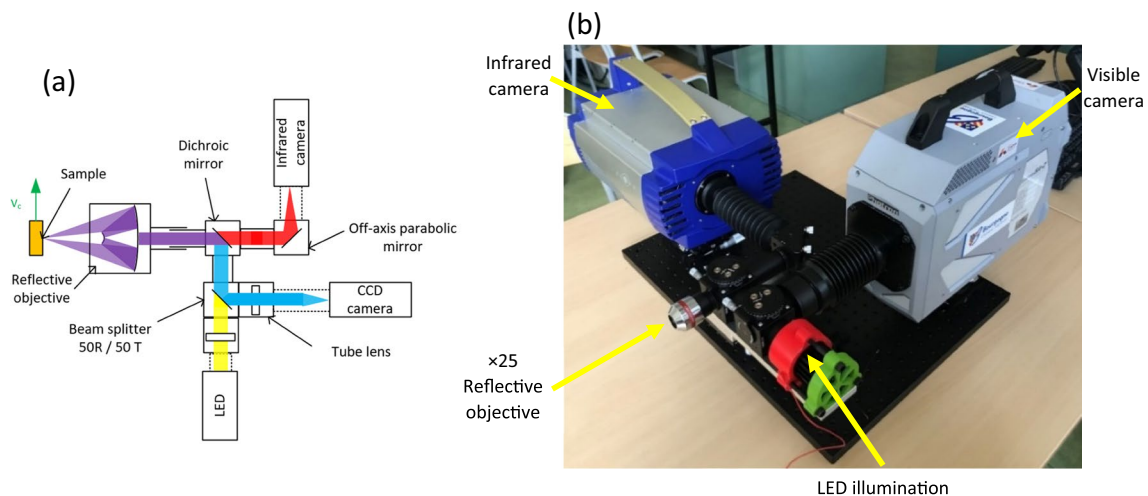 (a)
Sample
Vc
Reflective
objective
Dichroic
mirror
Infrared
camera
Off-axis parabolic
mirror
Beam splitter
50R / 50 T
CCD
camera
Tube lens
LED
(b)
Infrared
camera
Visible
camera
×25
Reflective
objective
LED illumination